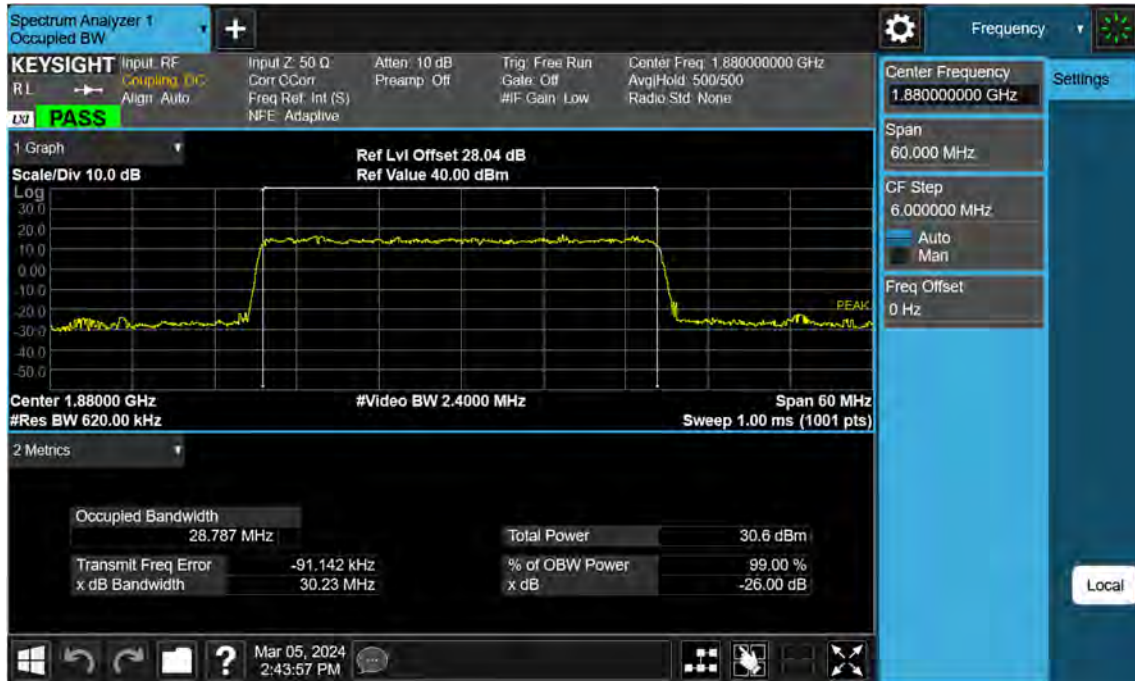 Spectrum Analyzer 1
Occupied BW
+
Frequency
KEYSIGHT
Input: RF
Input Z: 50 Ω
Atten: 10 dB
Trig: Free Run
Center Freq: 1.880000000 GHz
RL
Coupling: DC
Corr CCorr
Preamp: Off
Gate: Off
Avg|Hold: 500/500
Align: Auto
Freq Ref: Int (S)
#IF Gain: Low
Radio Std: None
NFE: Adaptive
LXI
PASS
Center Frequency
1.880000000 GHz
Settings
Span
60.000 MHz
CF Step
6.000000 MHz
Auto
Man
Freq Offset
0 Hz
Local
1 Graph
Ref Lvl Offset 28.04 dB
Scale/Div 10.0 dB
Ref Value 40.00 dBm
Log
30.0
20.0
10.0
0.00
-10.0
-20.0
-30.0
-40.0
-50.0
PEAK
Center 1.88000 GHz
#Video BW 2.4000 MHz
Span 60 MHz
#Res BW 620.00 kHz
Sweep 1.00 ms (1001 pts)
2 Metrics
Occupied Bandwidth
28.787 MHz
Total Power
30.6 dBm
Transmit Freq Error
-91.142 kHz
% of OBW Power
99.00 %
x dB Bandwidth
30.23 MHz
x dB
-26.00 dB
?
Mar 05, 2024
2:43:57 PM